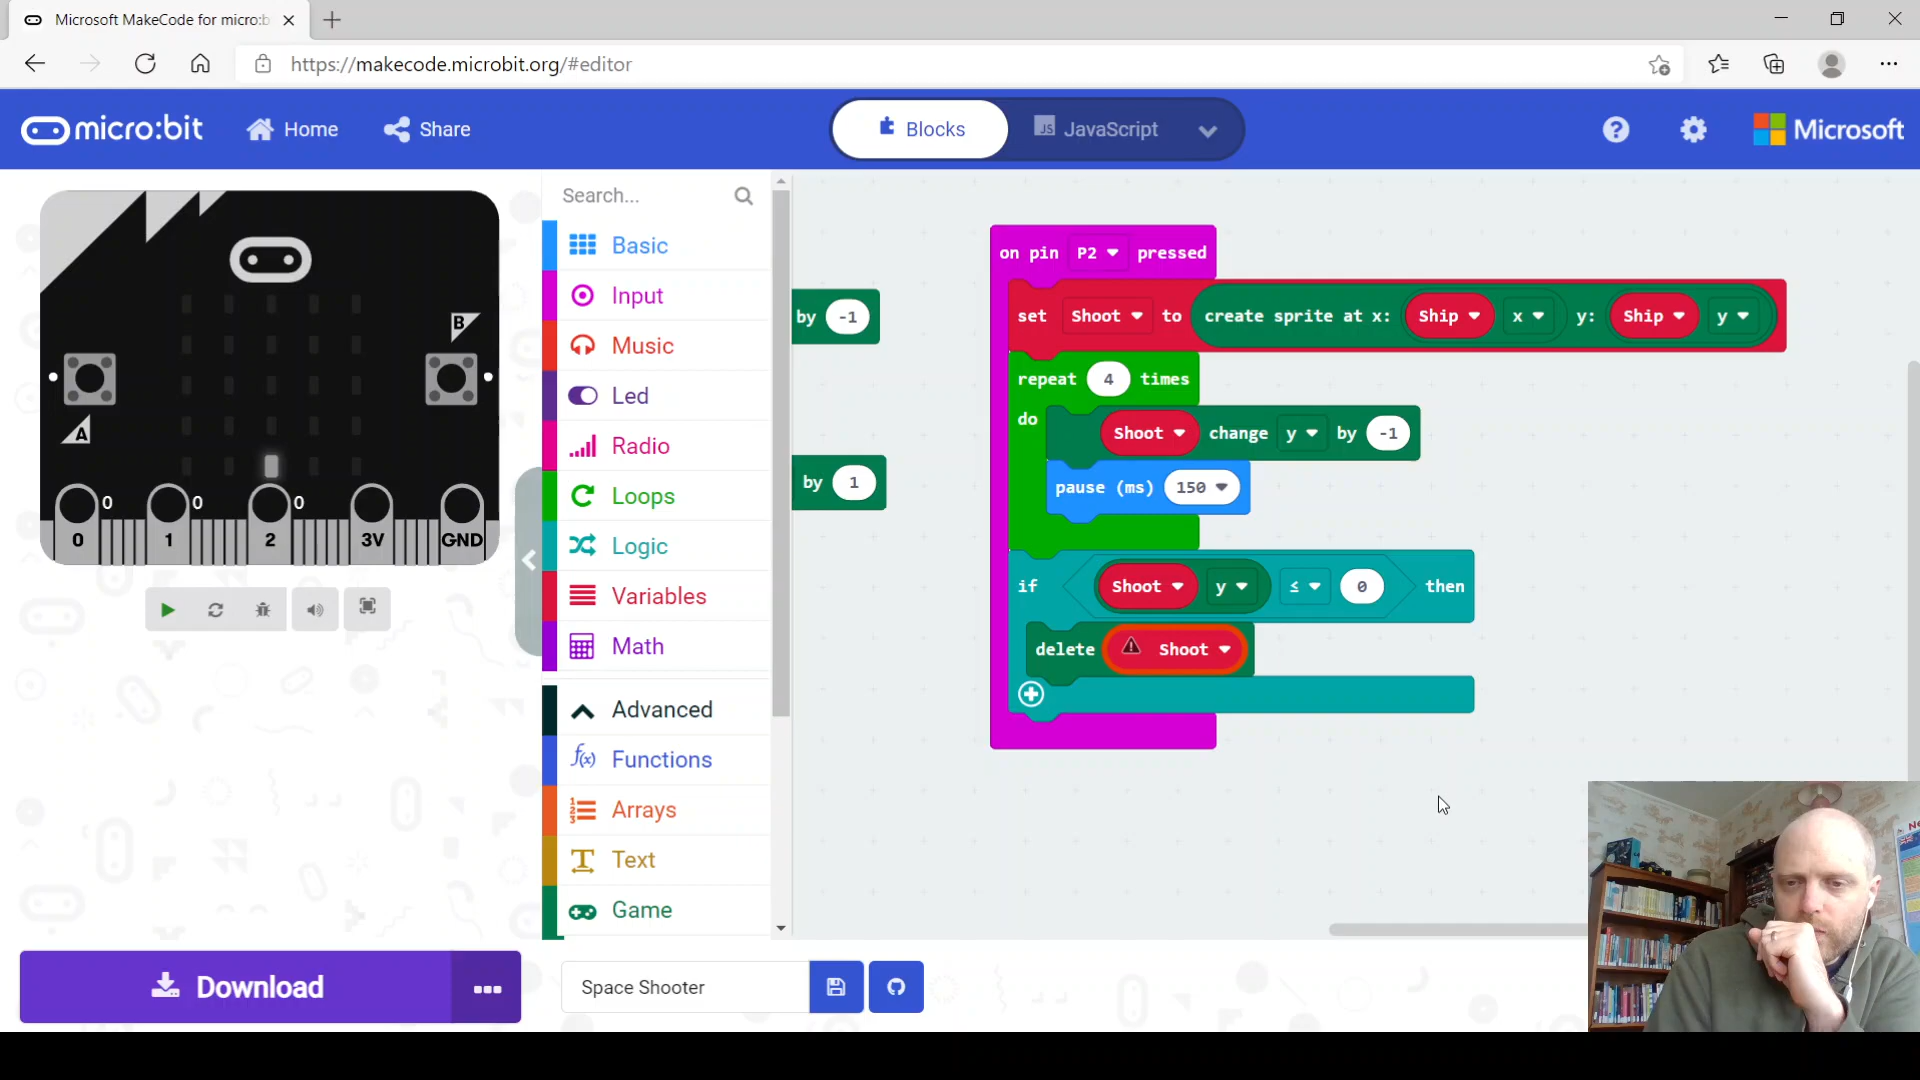 Microsoft MakeCode for micro:b
https://makecode.microbit.org/#editor
micro:bit
Home
Share
Blocks
JS
JavaScript
?
Microsoft
B
A
0
0
0
0
1
2
3V
GND
Search...
Basic
Input
Music
Led
Radio
Loops
Logic
Variables
Math
Advanced
f(x) Functions
Arrays
T Text
Game
by -1
by 1
on pin P2 pressed
set Shoot to create sprite at x: Ship x y: Ship y
repeat 4 times
do
Shoot change y by -1
pause (ms) 150
if Shoot y ≤ 0 then
delete Shoot
Download
...
Space Shooter